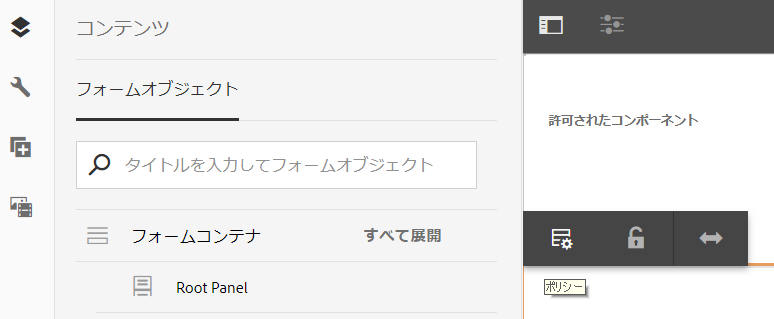 コンテンツ
フォームオブジェクト
タイトルを入力してフォームオブジェクト
フォームコンテナ すべて展開
Root Panel
許可されたコンポーネント
ポリシー